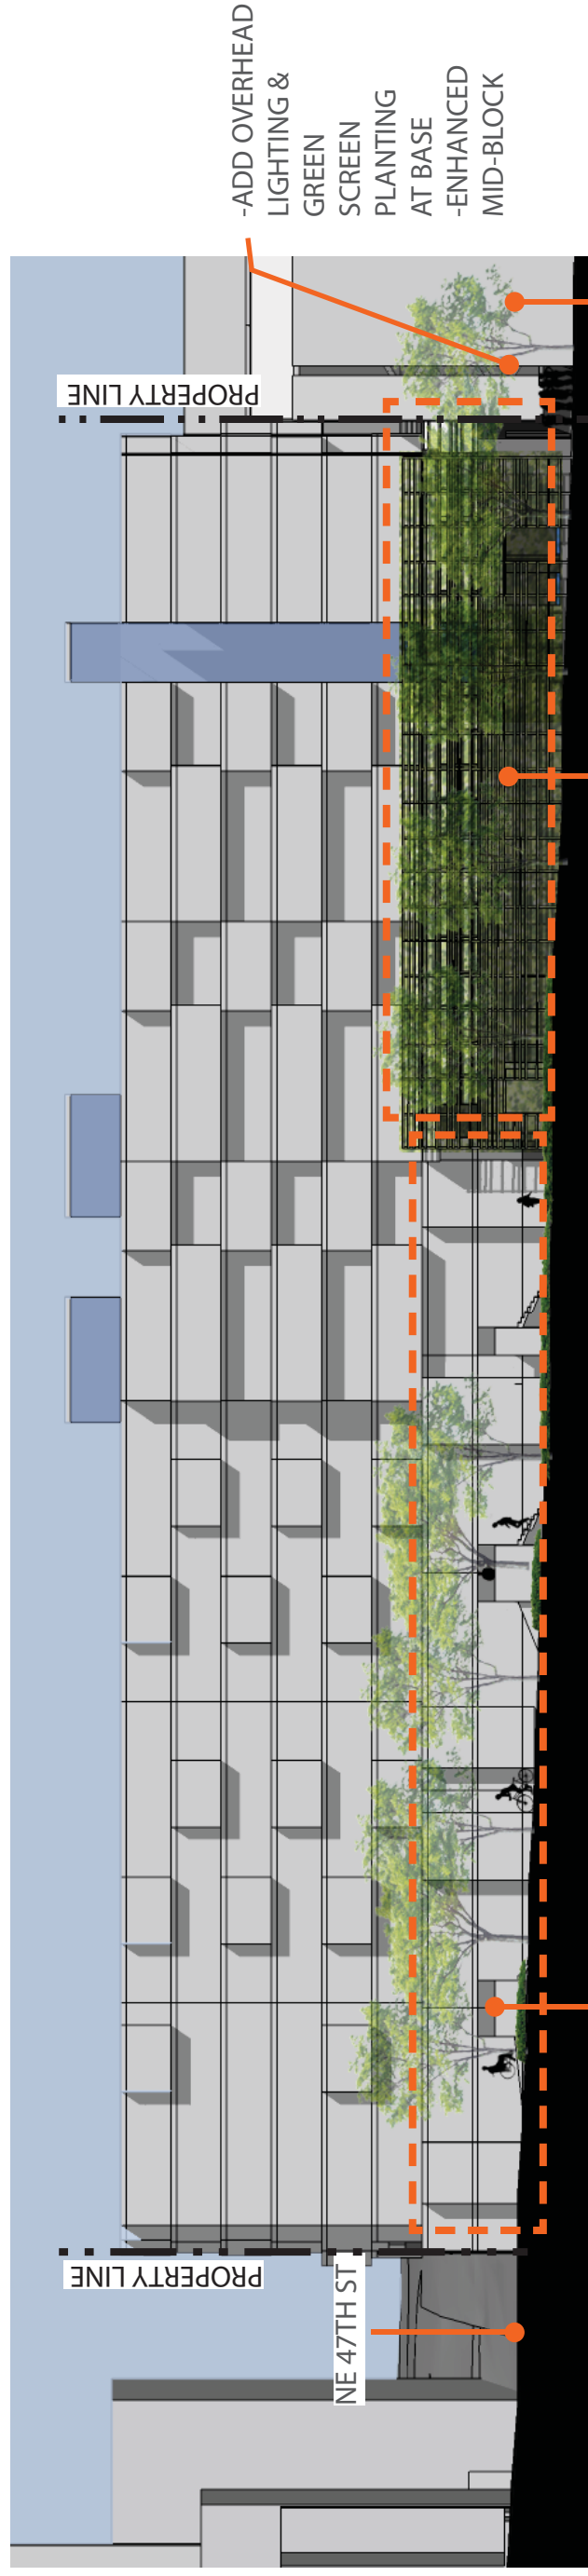 -ADD OVERHEAD
LIGHTING &
GREEN
SCREEN
PLANTING
AT BASE
-ENHANCED
MID-BLOCK
PROPERTY LINE
PROPERTY LINE
NE 47TH ST